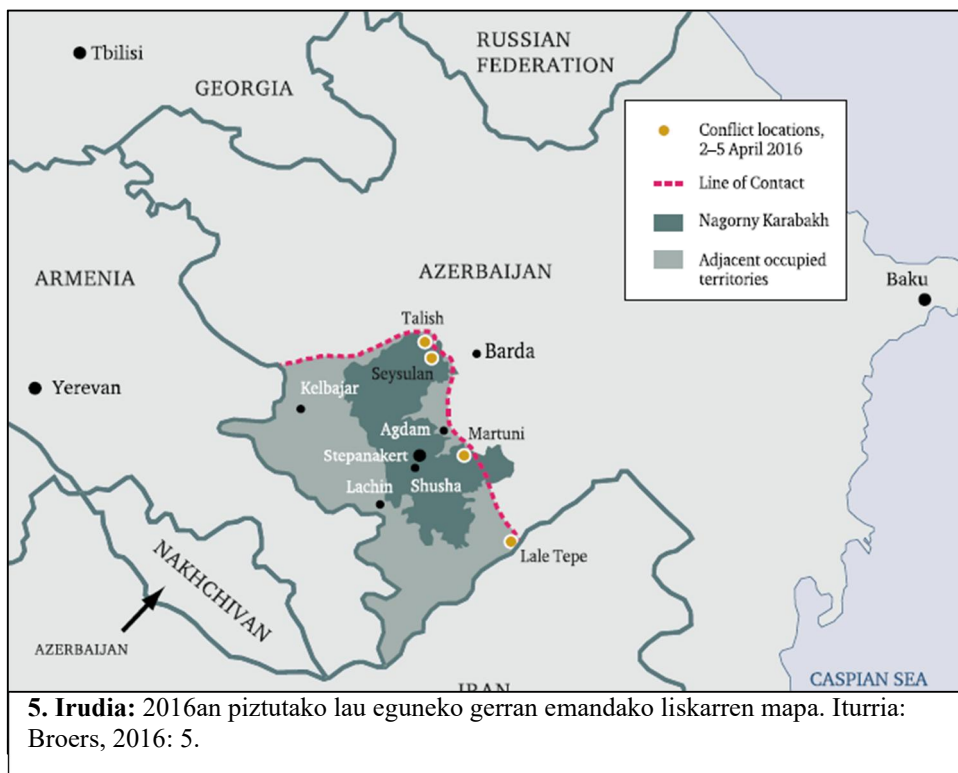 Tbilisi
RUSSIAN
FEDERATION
GEORGIA
Conflict locations,
2–5 April 2016
Line of Contact
Nagorny Karabakh
Adjacent occupied
territories
ARMENIA
AZERBAIJAN
Baku
Talish
Barda
Seysulan
Yerevan
Kelbajar
Agdam
Martuni
Stepanakert
Lachin
Shusha
Lale Tepe
NAKHCHIVAN
AZERBAIJAN
CASPIAN SEA
IRAN
5. Irudia: 2016an piztutako lau eguneko gerran emandako liskarren mapa. Iturria:
Broers, 2016: 5.